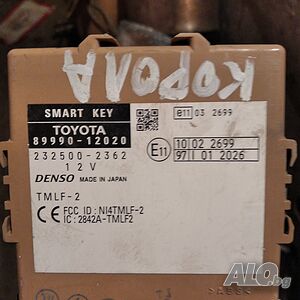 КОРОЛА
SMART KEY
TOYOTA
89990-12020
232500-2362
12V
DENSO MADE IN JAPAN
TMLF-2
CE FCC ID : NI4TMLF-2
IC : 2842A-TMLF2
e11 03 2699
E11
10 02 2699
97 I 01 2026
ALO.bg